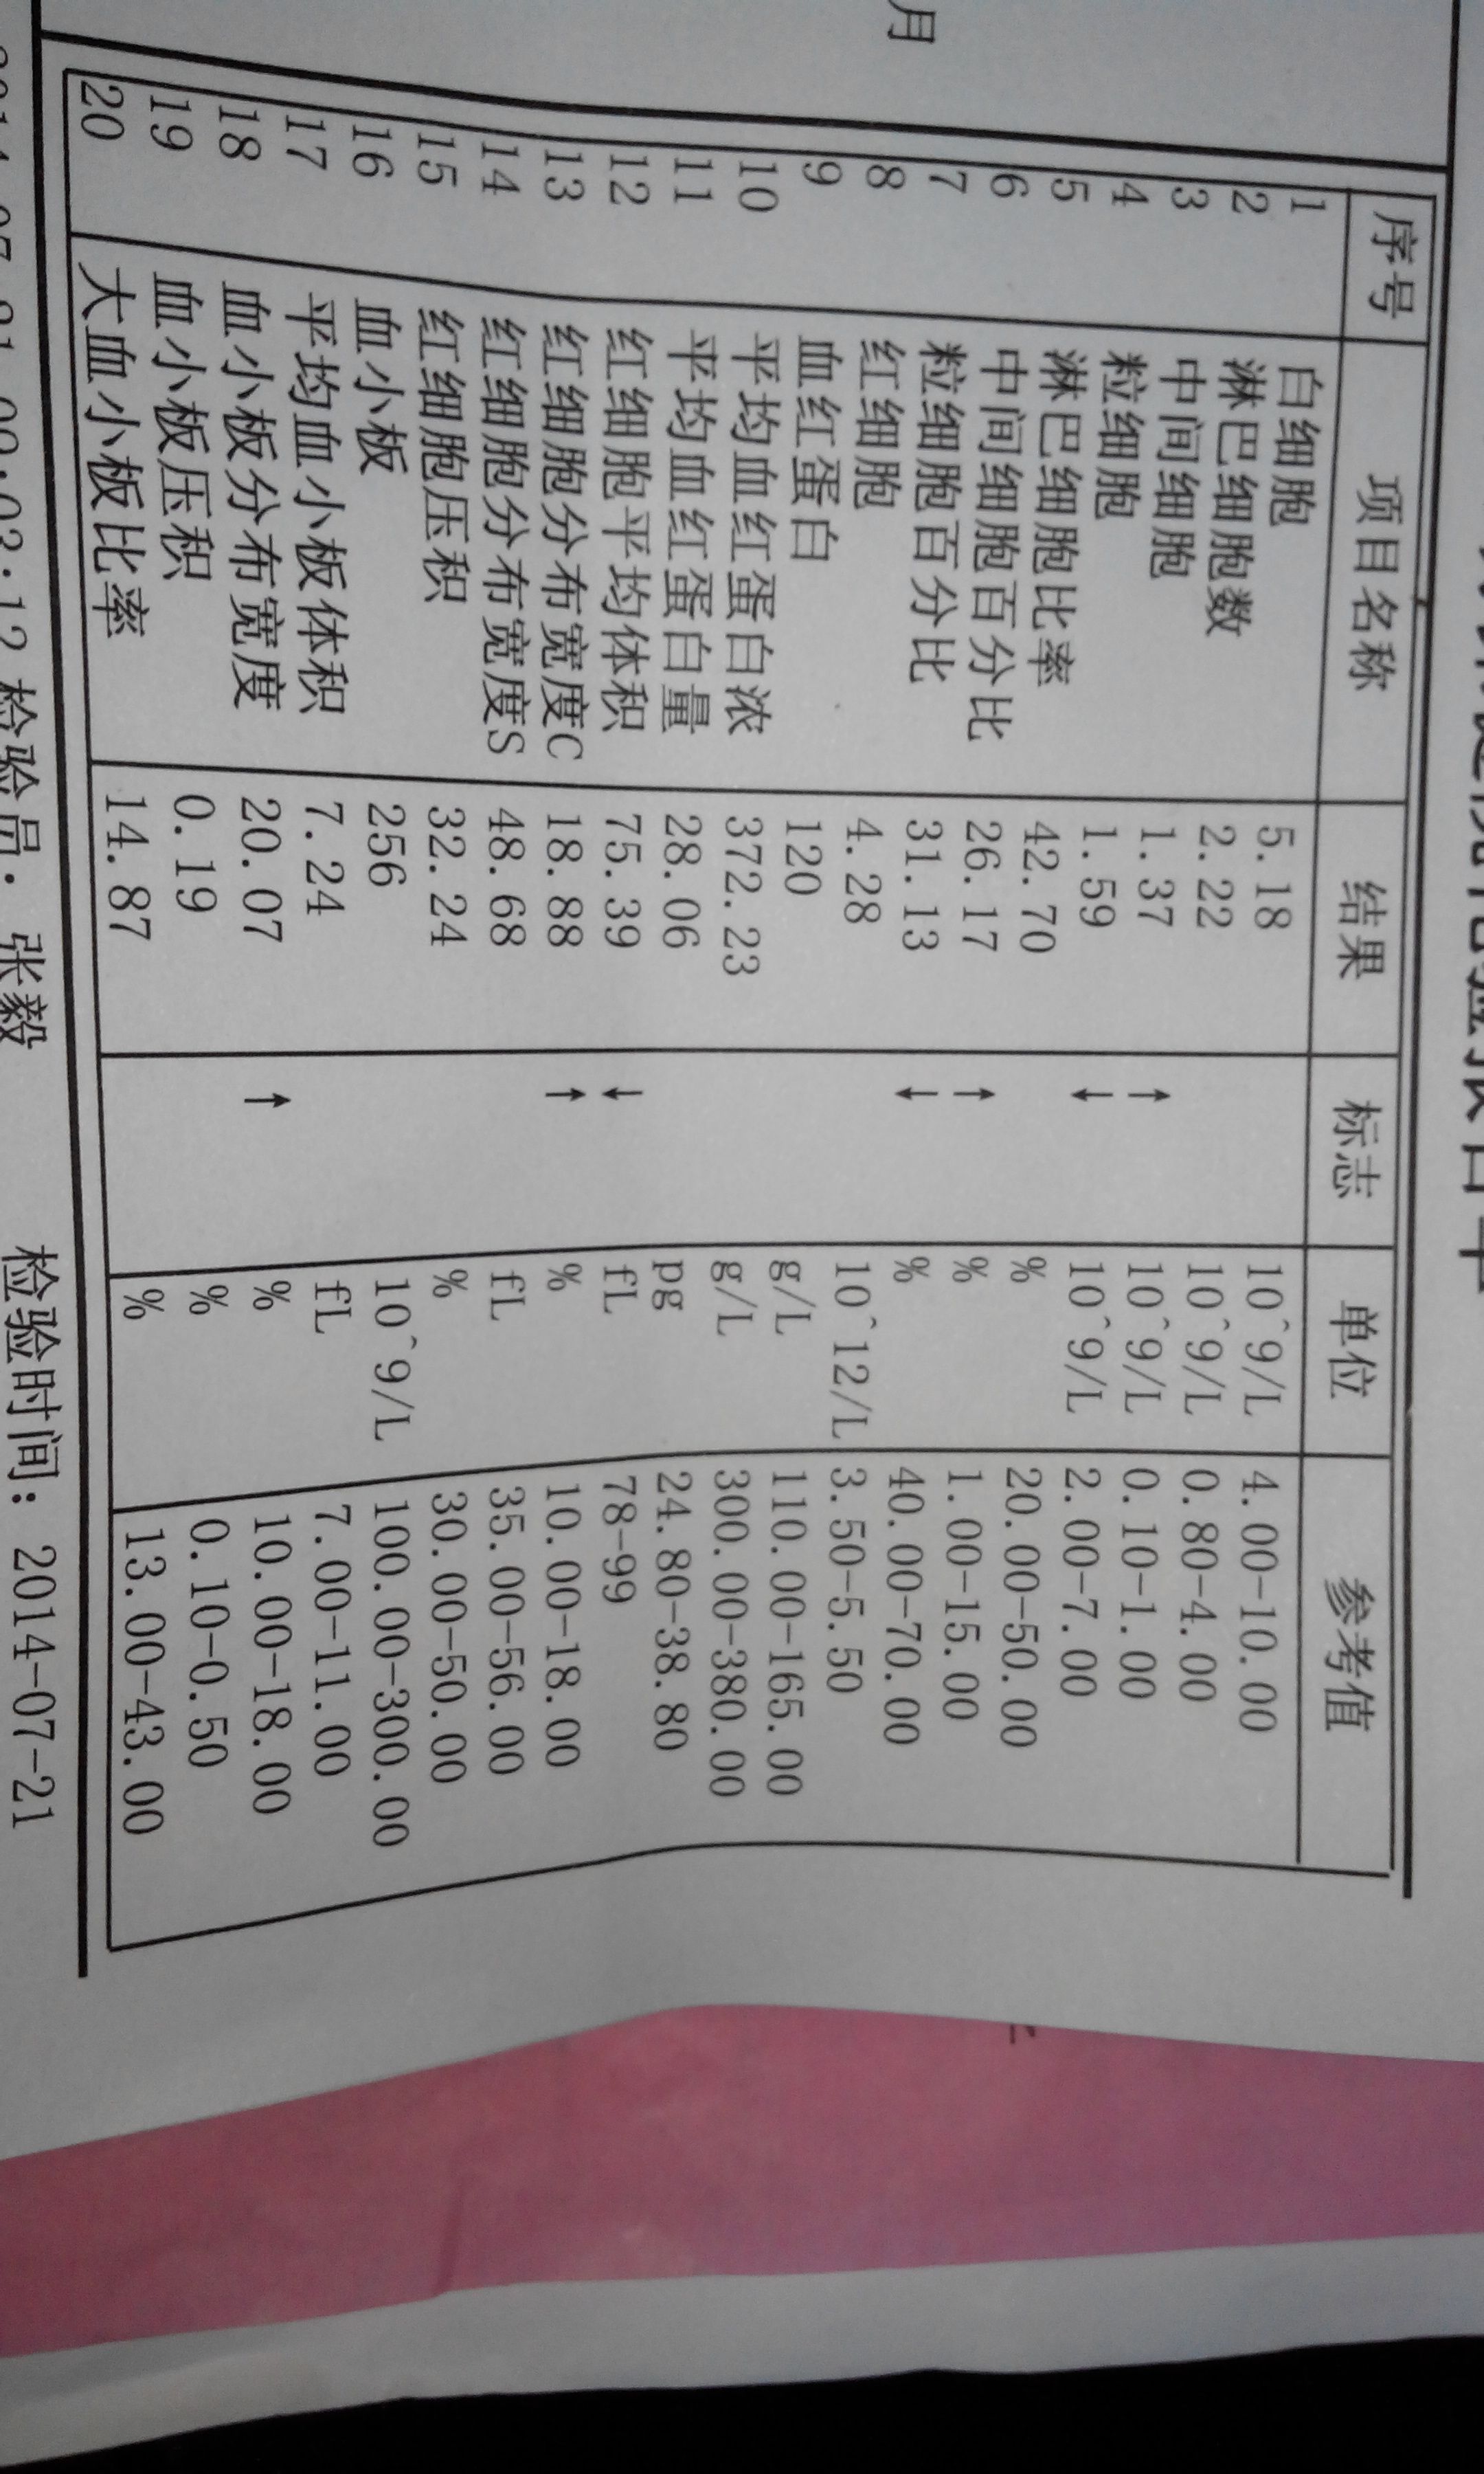 化验报告单
序号 项目名称 结果 标志 单位 参考值
1 白细胞 5.18 10^9/L 4.00-10.00
2 淋巴细胞数 2.22 10^9/L 0.80-4.00
3 中间细胞 1.37 ↑ 10^9/L 0.10-1.00
4 粒细胞 1.59 ↓ 10^9/L 2.00-7.00
5 淋巴细胞比率 42.70 % 20.00-50.00
6 中间细胞百分比 26.17 ↑ % 1.00-15.00
7 粒细胞百分比 31.13 ↓ % 40.00-70.00
月
8 红细胞 4.28 10^12/L 3.50-5.50
9 血红蛋白 120 g/L 110.00-165.00
10 平均血红蛋白浓 372.23 g/L 300.00-380.00
11 平均血红蛋白量 28.06 pg 24.80-38.80
12 红细胞平均体积 75.39 ↓ fL 78-99
13 红细胞分布宽度C 18.88 ↑ % 10.00-18.00
14 红细胞分布宽度S 48.68 fL 35.00-56.00
15 红细胞压积 32.24 % 30.00-50.00
16 血小板 256 10^9/L 100.00-300.00
17 平均血小板体积 7.24 fL 7.00-11.00
18 血小板分布宽度 20.07 ↑ % 10.00-18.00
19 血小板压积 0.19 % 0.10-0.50
20 大血小板比率 14.87 % 13.00-43.00
2014-07-21 09:03:12 检验员: 张毅 检验时间: 2014-07-21